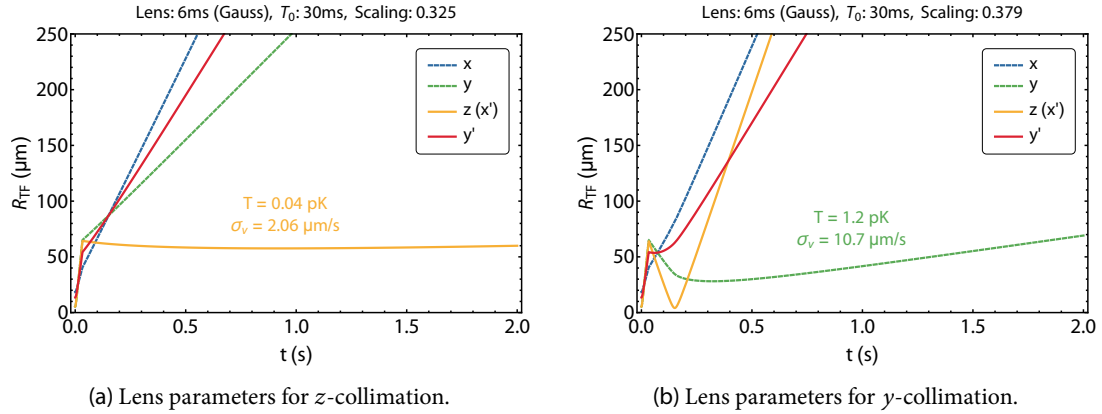 Lens: 6ms (Gauss), T₀: 30ms, Scaling: 0.325
R_TF (µm)
250
200
150
100
50
0
x
y
z (x')
y'
T = 0.04 pK
σ_v = 2.06 µm/s
0.0 0.5 1.0 1.5 2.0
t (s)
(a) Lens parameters for z-collimation.
Lens: 6ms (Gauss), T₀: 30ms, Scaling: 0.379
R_TF (µm)
250
200
150
100
50
0
x
y
z (x')
y'
T = 1.2 pK
σ_v = 10.7 µm/s
0.0 0.5 1.0 1.5 2.0
t (s)
(b) Lens parameters for y-collimation.